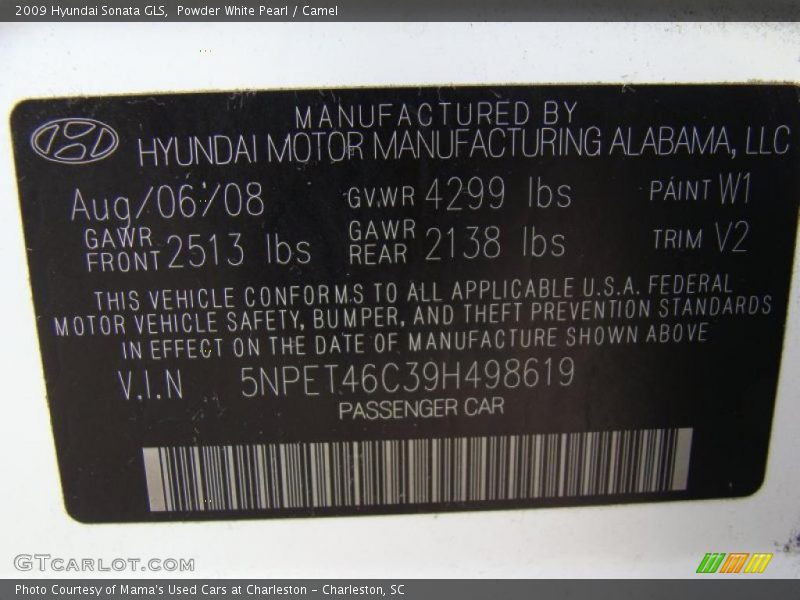 2009 Hyundai Sonata GLS, Powder White Pearl / Camel
MANUFACTURED BY
HYUNDAI MOTOR MANUFACTURING ALABAMA, LLC
Aug/06/08 GV.WR 4299 lbs PAINT W1
GAWR FRONT 2513 lbs GAWR REAR 2138 lbs TRIM V2
THIS VEHICLE CONFORMS TO ALL APPLICABLE U.S.A. FEDERAL
MOTOR VEHICLE SAFETY, BUMPER, AND THEFT PREVENTION STANDARDS
IN EFFECT ON THE DATE OF MANUFACTURE SHOWN ABOVE
V.I.N 5NPET46C39H498619
PASSENGER CAR
GTCARLOT.COM
Photo Courtesy of Mama's Used Cars at Charleston - Charleston, SC